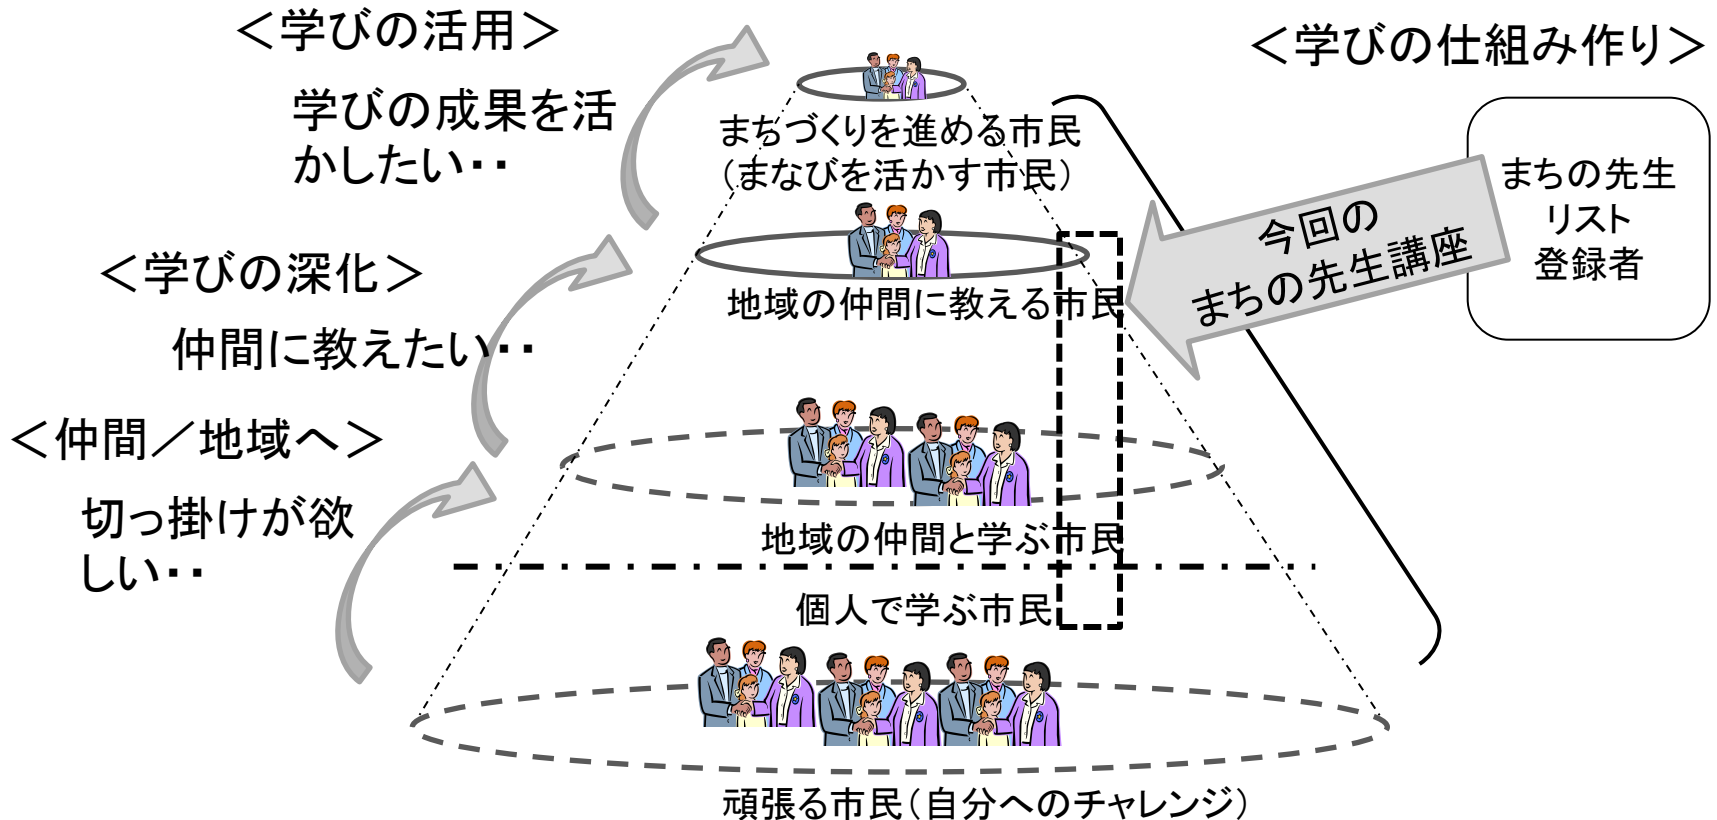 ＜学びの活用＞
学びの成果を活
かしたい・・
＜学びの深化＞
仲間に教えたい・・
＜仲間／地域へ＞
切っ掛けが欲
しい・・
まちづくりを進める市民
（まなびを活かす市民）
地域の仲間に教える市民
地域の仲間と学ぶ市民
個人で学ぶ市民
頑張る市民（自分へのチャレンジ）
＜学びの仕組み作り＞
今回の
まちの先生講座
まちの先生
リスト
登録者